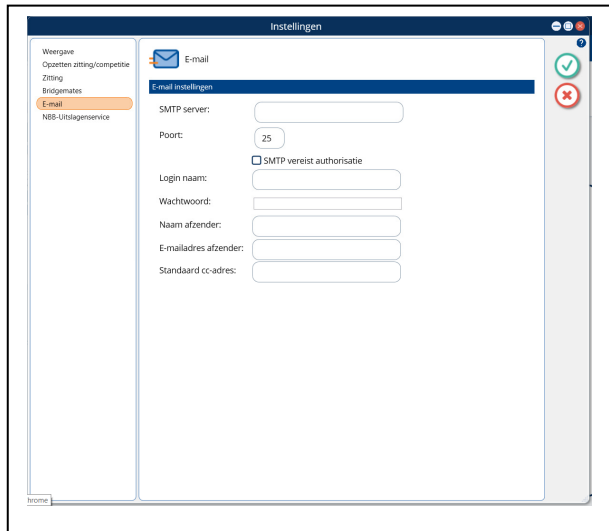 Instellingen
?
Weergave
Opzetten zitting/competitie
Zitting
Bridgemates
E-mail
NBB-Uitslagenservice
E-mail
E-mail instellingen
SMTP server:
Poort:
25
SMTP vereist authorisatie
Login naam:
Wachtwoord:
Naam afzender:
E-mailadres afzender:
Standaard cc-adres:
hrome